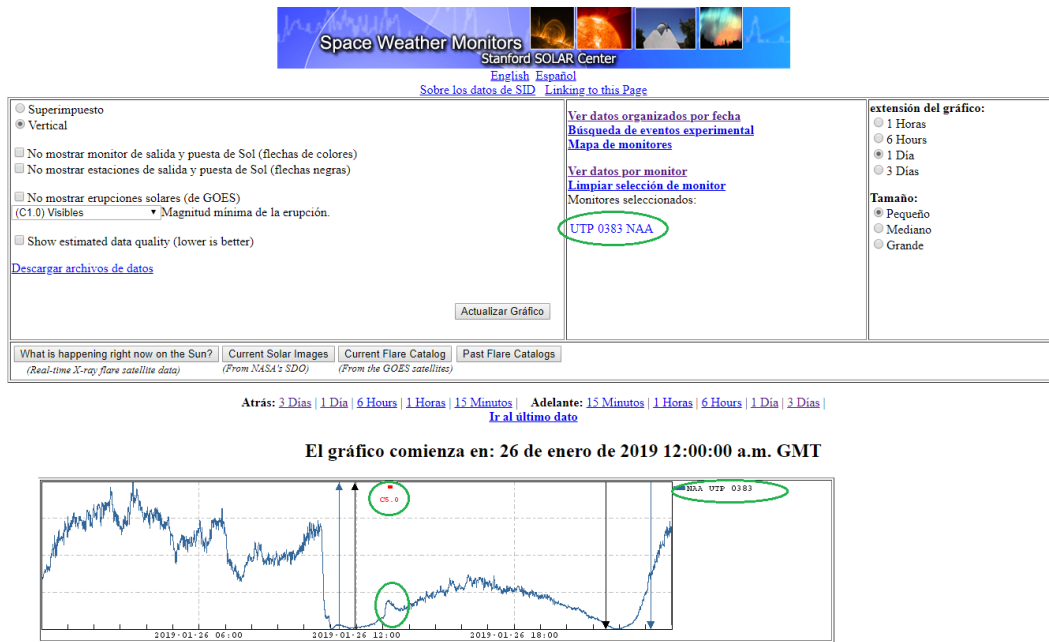 Space Weather Monitors
Stanford SOLAR Center
English Español
Sobre los datos de SID Linking to this Page
Superimpuesto
Vertical
No mostrar monitor de salida y puesta de Sol (flechas de colores)
No mostrar estaciones de salida y puesta de Sol (flechas negras)
No mostrar erupciones solares (de GOES)
(C1.0) Visibles Magnitud mínima de la erupción.
Show estimated data quality (lower is better)
Descargar archivos de datos
Actualizar Gráfico
Ver datos organizados por fecha
Búsqueda de eventos experimental
Mapa de monitores
Ver datos por monitor
Limpiar selección de monitor
Monitores seleccionados:
UTP 0383 NAA
extensión del gráfico:
1 Horas
6 Hours
1 Día
3 Días
Tamaño:
Pequeño
Mediano
Grande
What is happening right now on the Sun? Current Solar Images Current Flare Catalog Past Flare Catalogs
(Real-time X-ray flare satellite data) (From NASA's SDO) (From the GOES satellites)
Atrás: 3 Días | 1 Día | 6 Hours | 1 Horas | 15 Minutos | Adelante: 15 Minutos | 1 Horas | 6 Hours | 1 Día | 3 Días |
Ir al último dato
El gráfico comienza en: 26 de enero de 2019 12:00:00 a.m. GMT
C5.0
NAA UTP 0383
2019-01-26 06:00 2019-01-26 12:00 2019-01-26 18:00